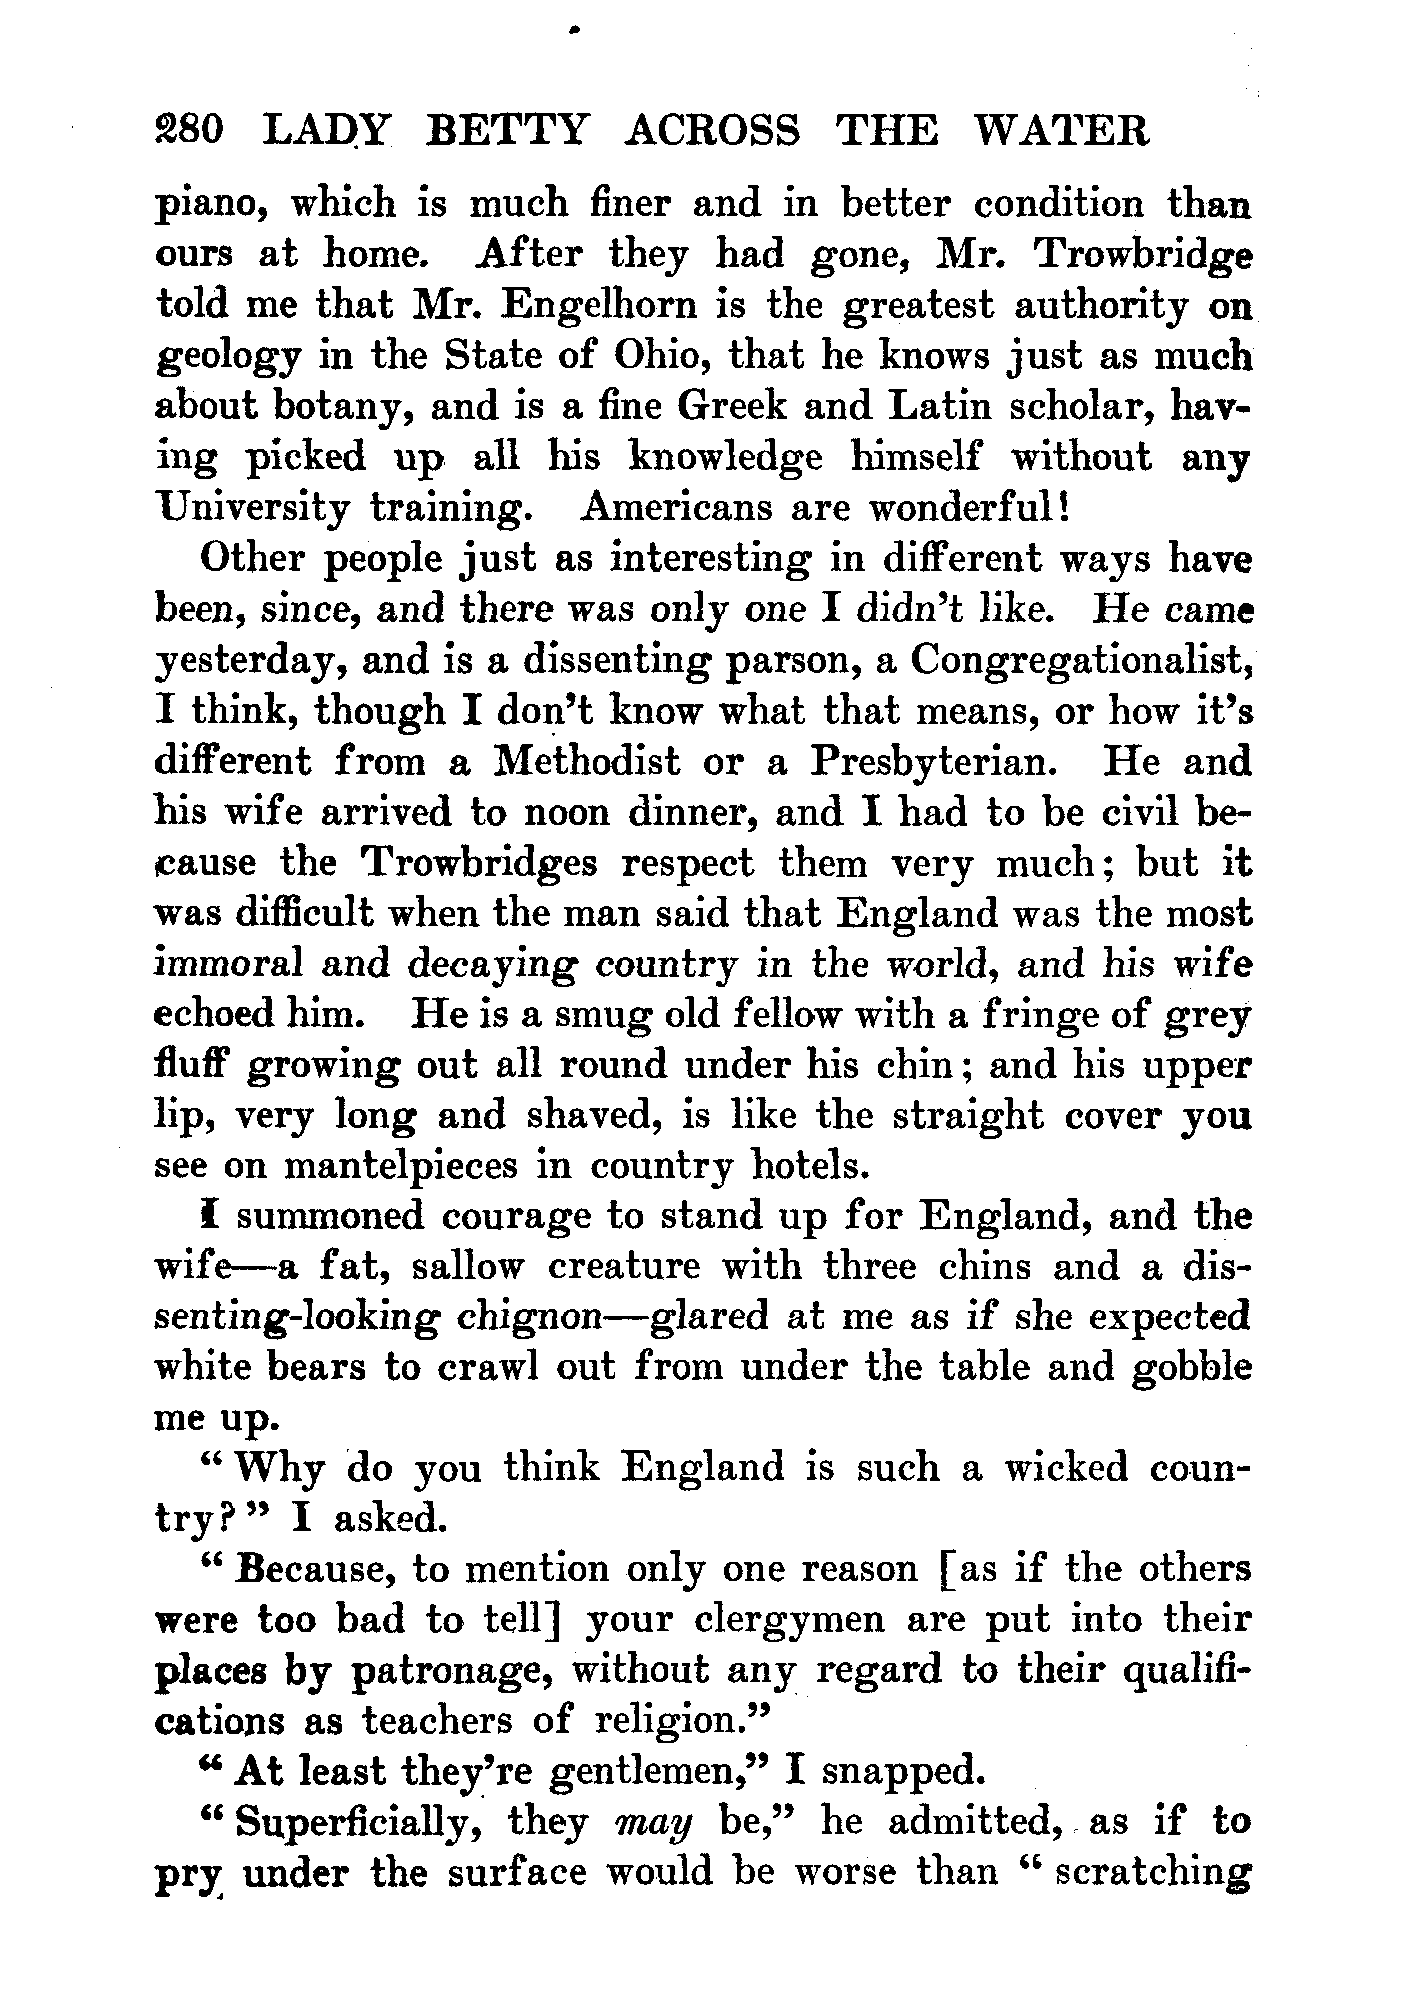 280 LADY BETTY ACROSS THE WATER
piano, which is much finer and in better condition than
ours at home. After they had gone, Mr. Trowbridge
told me that Mr. Engelhorn is the greatest authority on
geology in the State of Ohio, that he knows just as much
about botany, and is a fine Greek and Latin scholar, hav-
ing picked up all his knowledge himself without any
University training. Americans are wonderful!
Other people just as interesting in different ways have
been, since, and there was only one I didn't like. He came
yesterday, and is a dissenting parson, a Congregationalist,
I think, though I don't know what that means, or how it's
different from a Methodist or a Presbyterian. He and
his wife arrived to noon dinner, and I had to be civil be-
cause the Trowbridges respect them very much; but it
was difficult when the man said that England was the most
immoral and decaying country in the world, and his wife
echoed him. He is a smug old fellow with a fringe of grey
fluff growing out all round under his chin; and his upper
lip, very long and shaved, is like the straight cover you
see on mantelpieces in country hotels.
I summoned courage to stand up for England, and the
wife—a fat, sallow creature with three chins and a dis-
senting-looking chignon—glared at me as if she expected
white bears to crawl out from under the table and gobble
me up.
"Why do you think England is such a wicked coun-
try?" I asked.
"Because, to mention only one reason [as if the others
were too bad to tell] your clergymen are put into their
places by patronage, without any regard to their qualifi-
cations as teachers of religion."
"At least they're gentlemen," I snapped.
"Superficially, they may be," he admitted, as if to
pry under the surface would be worse than "scratching